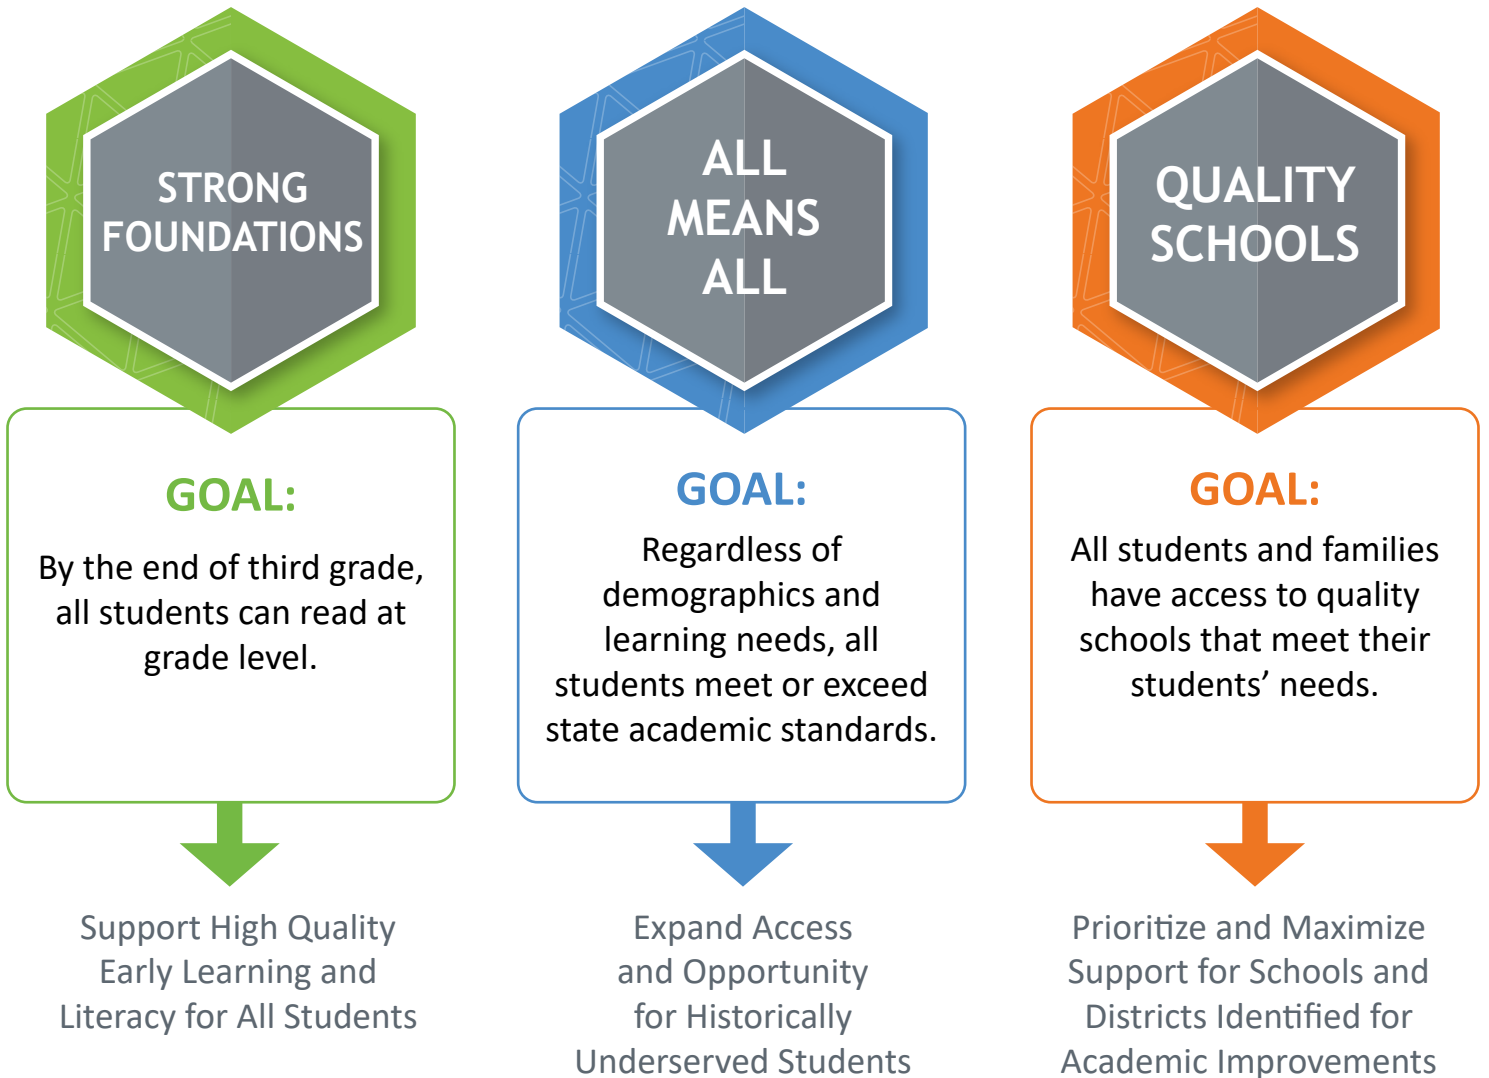 STRONG
FOUNDATIONS
GOAL:
By the end of third grade,
all students can read at
grade level.
Support High Quality
Early Learning and
Literacy for All Students
ALL
MEANS
ALL
GOAL:
Regardless of
demographics and
learning needs, all
students meet or exceed
state academic standards.
Expand Access
and Opportunity
for Historically
Underserved Students
QUALITY
SCHOOLS
GOAL:
All students and families
have access to quality
schools that meet their
students’ needs.
Prioritize and Maximize
Support for Schools and
Districts Identified for
Academic Improvements